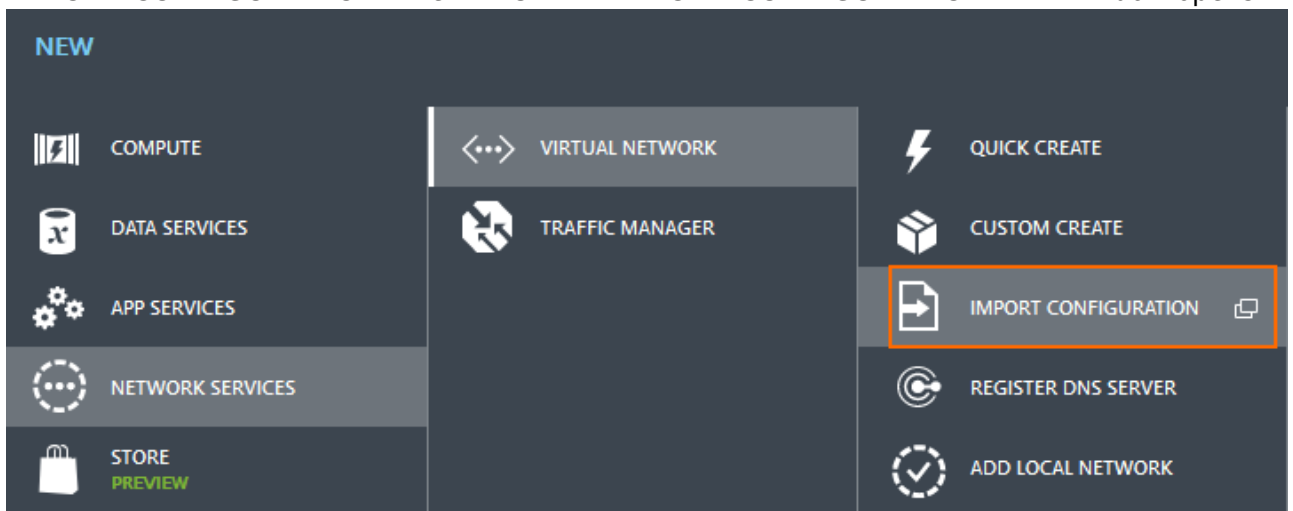 NEW
COMPUTE
DATA SERVICES
APP SERVICES
NETWORK SERVICES
STORE
PREVIEW
VIRTUAL NETWORK
TRAFFIC MANAGER
QUICK CREATE
CUSTOM CREATE
IMPORT CONFIGURATION
REGISTER DNS SERVER
ADD LOCAL NETWORK